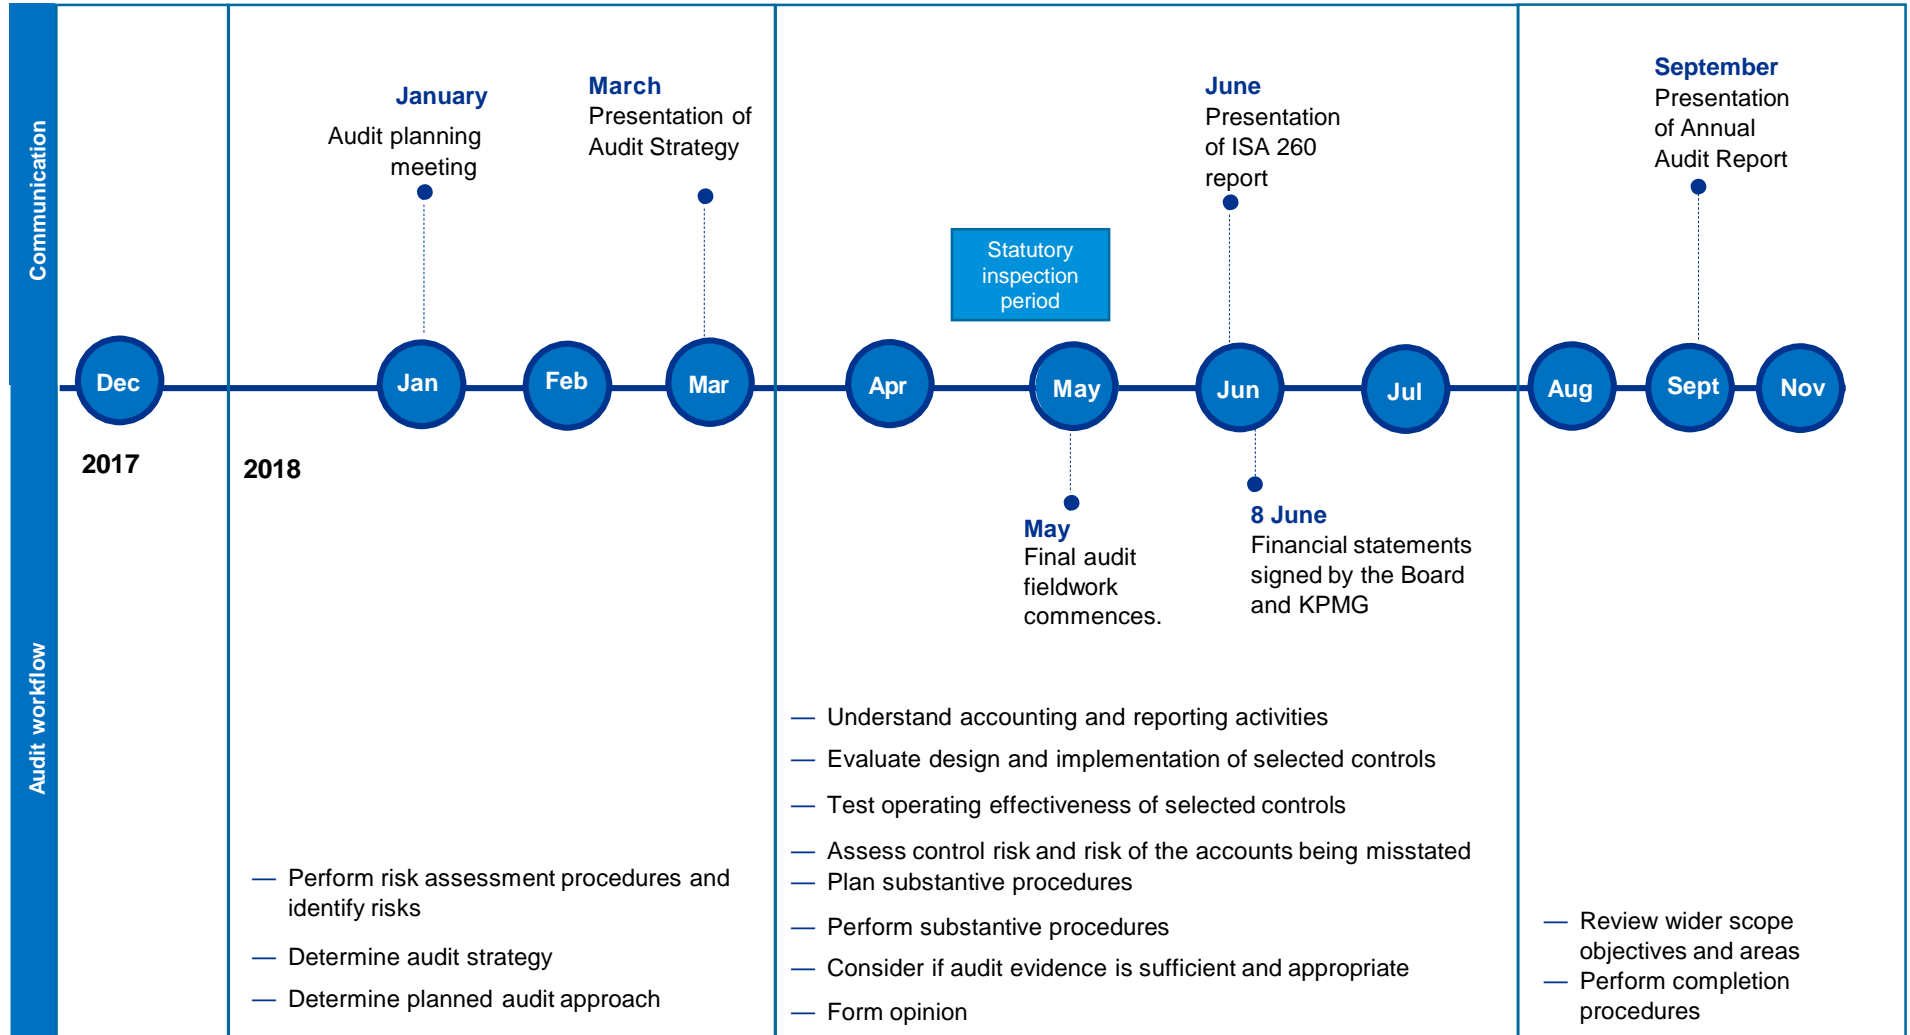 Communication
January
Audit planning
meeting
March
Presentation of
Audit Strategy
June
Presentation
of ISA 260
report
September
Presentation
of Annual
Audit Report
Statutory
inspection
period
Dec
Jan
Feb
Mar
Apr
May
Jun
Jul
Aug
Sept
Nov
2017
2018
May
Final audit
fieldwork
commences.
8 June
Financial statements
signed by the Board
and KPMG
Audit workflow
— Perform risk assessment procedures and
identify risks
— Determine audit strategy
— Determine planned audit approach
— Understand accounting and reporting activities
— Evaluate design and implementation of selected controls
— Test operating effectiveness of selected controls
— Assess control risk and risk of the accounts being misstated
— Plan substantive procedures
— Perform substantive procedures
— Consider if audit evidence is sufficient and appropriate
— Form opinion
— Review wider scope
objectives and areas
— Perform completion
procedures